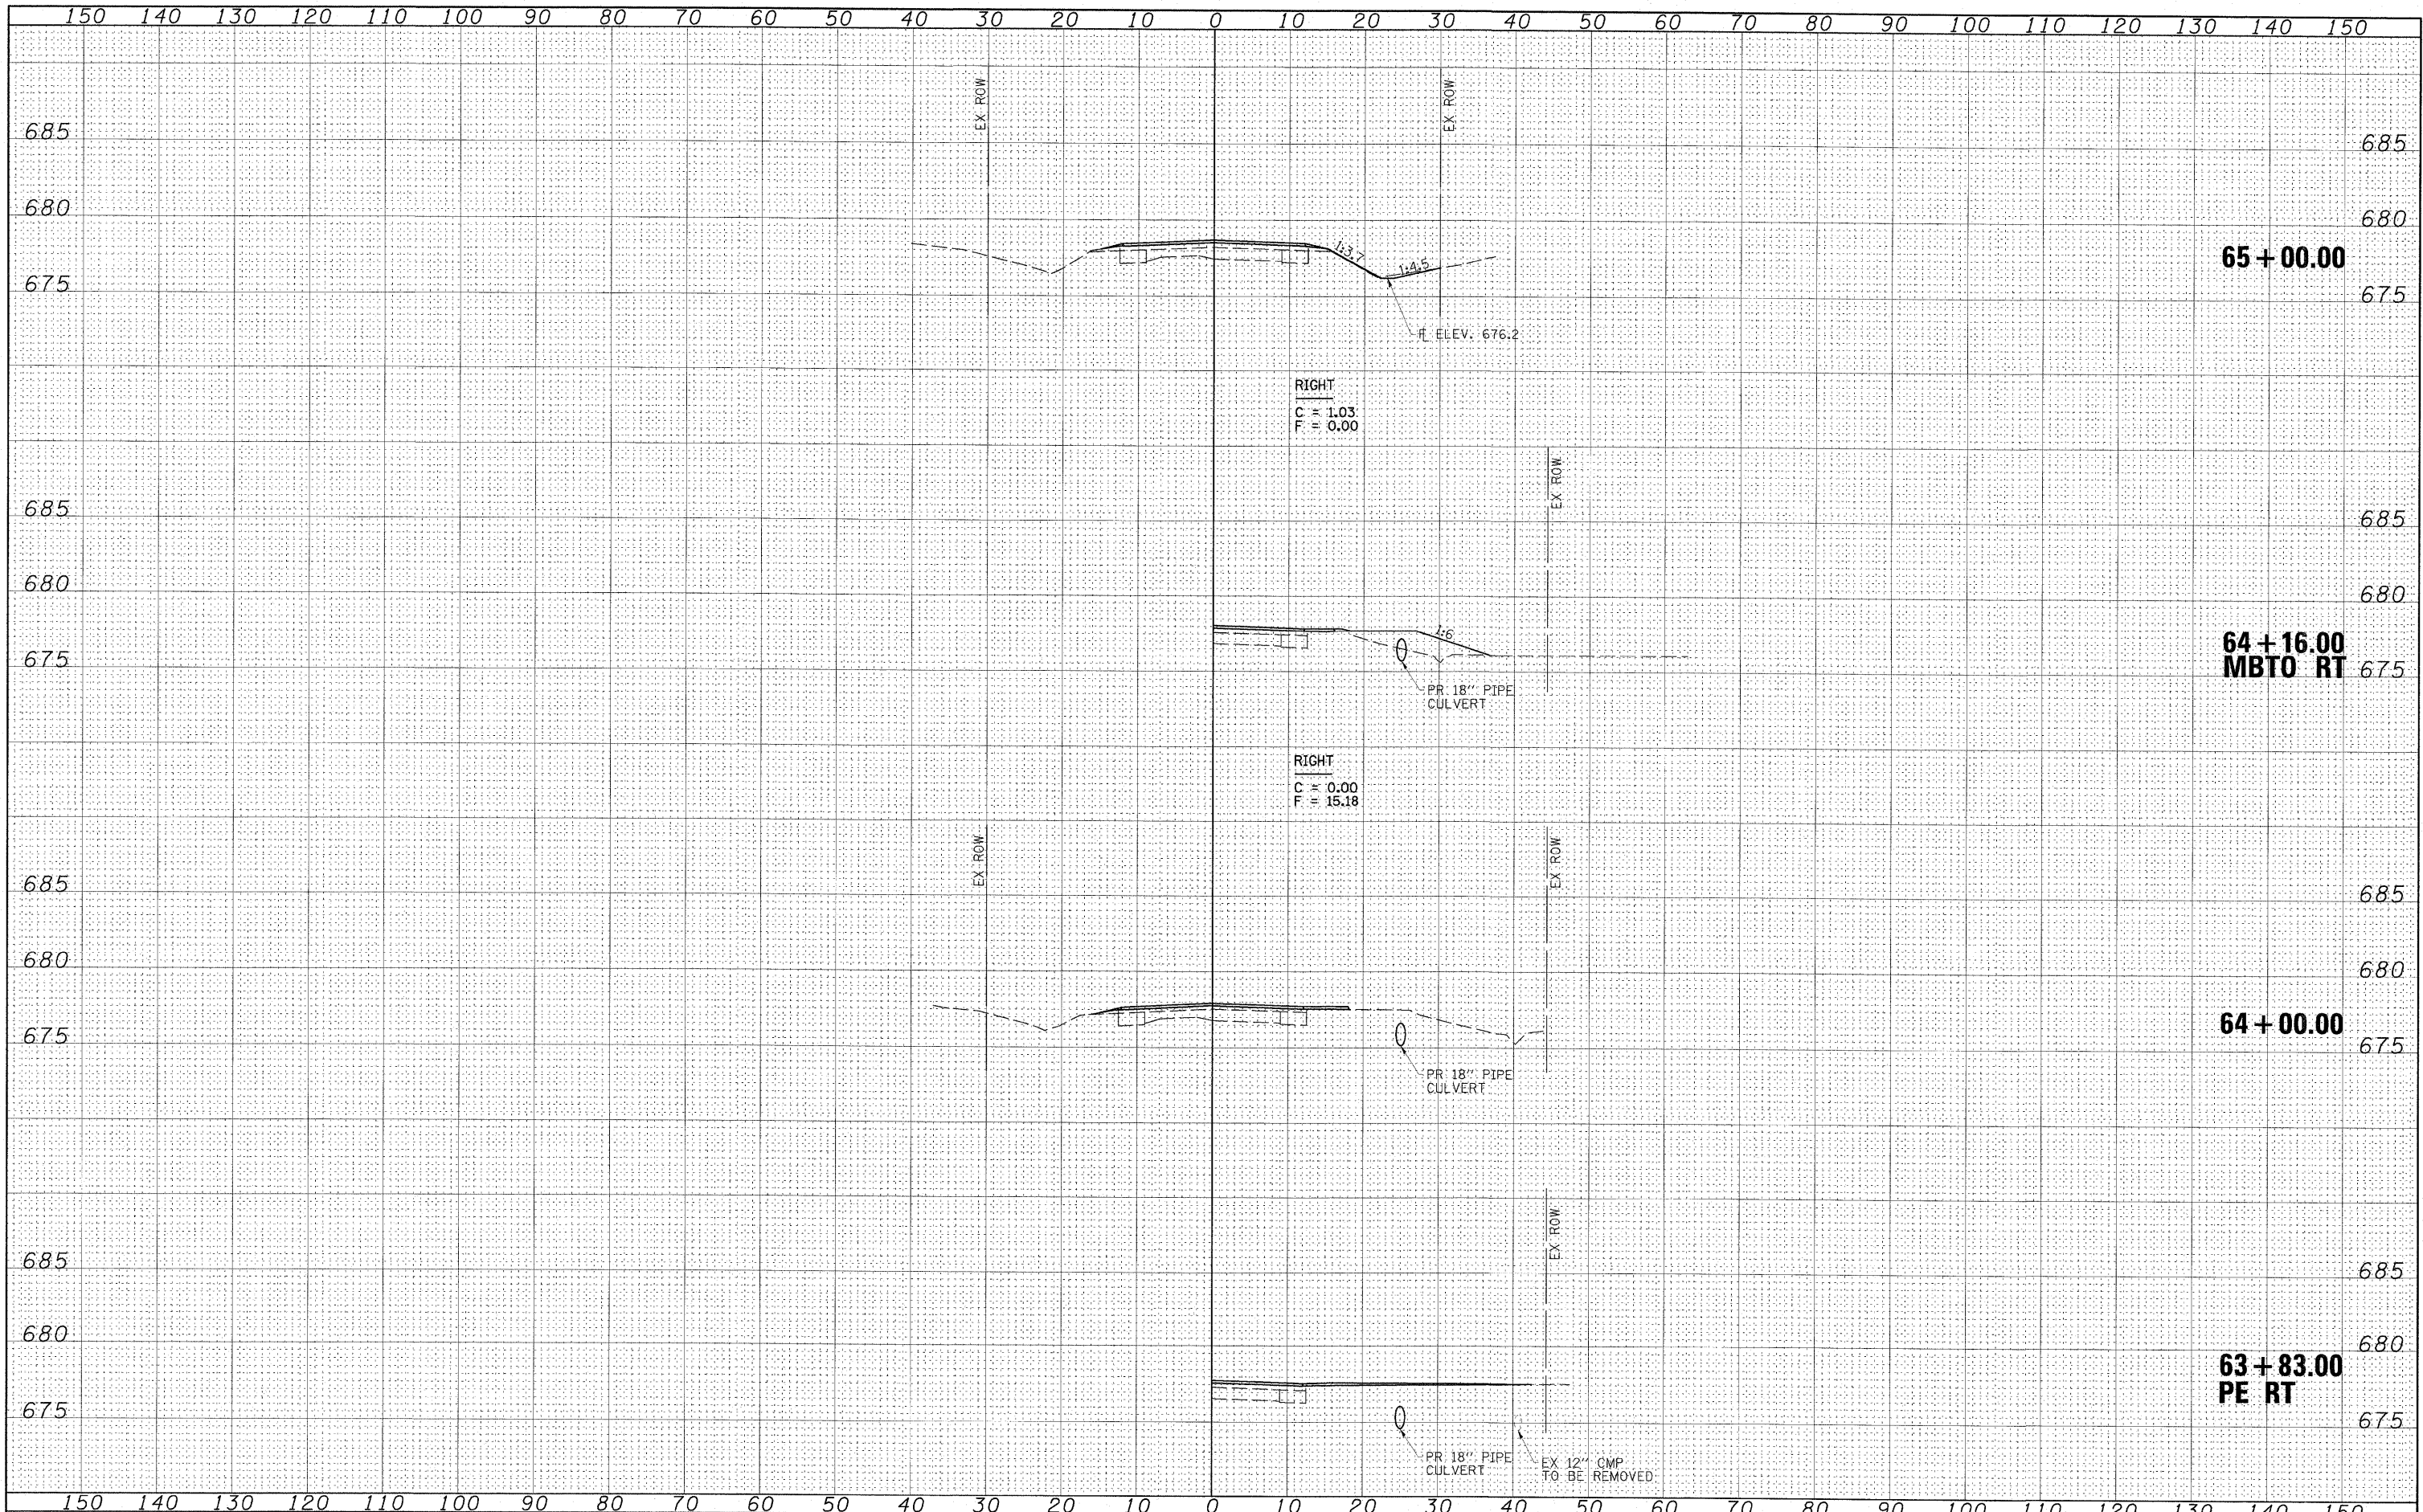 150 140 130 120 110 100 90 80 70 60 50 40 30 20 10 0 10 20 30 40 50 60 70 80 90 100 110 120 130 140 150
EX ROW EX ROW
685 685
680 680
65+00.00
1:3.7
1:4.5
675 675
FL ELEV. 676.2
RIGHT
C = 1.03
F = 0.00
EX ROW
685 685
680 680
1:6
64+16.00
MBTO RT
675 675
PR 18" PIPE
CULVERT
RIGHT
C = 0.00
F = 15.18
EX ROW EX ROW
685 685
680 680
64+00.00
675 675
PR 18" PIPE
CULVERT
EX ROW
685 685
680 680
63+83.00
PE RT
675 675
PR 18" PIPE
CULVERT
EX 12" CMP
TO BE REMOVED
150 140 130 120 110 100 90 80 70 60 50 40 30 20 10 0 10 20 30 40 50 60 70 80 90 100 110 120 130 140 150